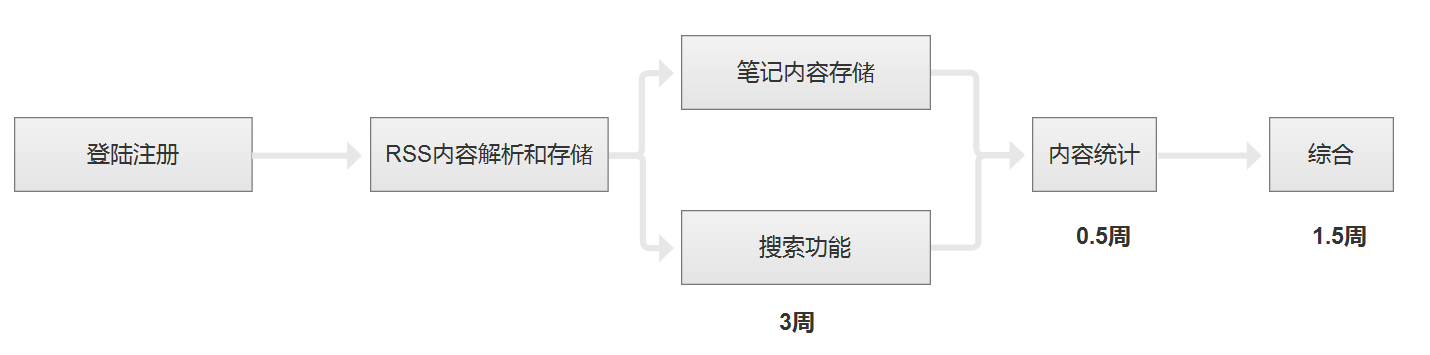 登陆注册
RSS内容解析和存储
笔记内容存储
搜索功能
3周
内容统计
0.5周
综合
1.5周